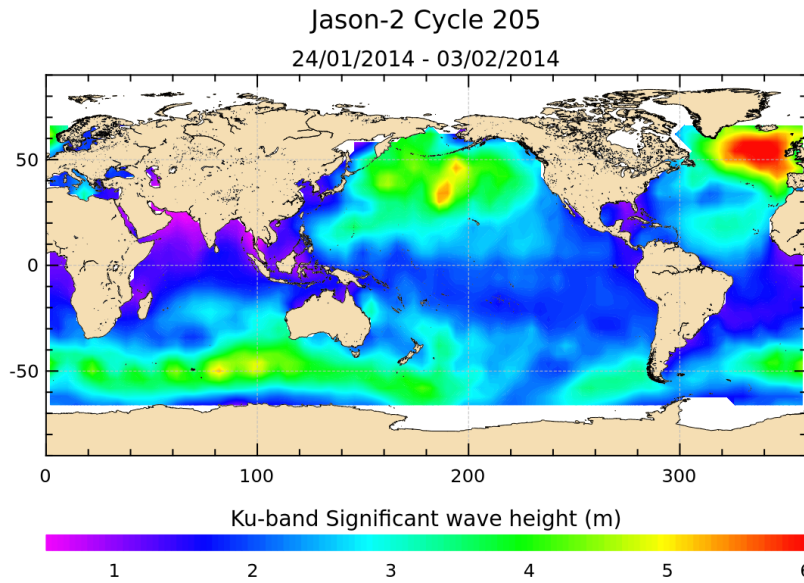 Jason-2 Cycle 205
24/01/2014 - 03/02/2014
50
0
-50
0 100 200 300
Ku-band Significant wave height (m)
1 2 3 4 5 6